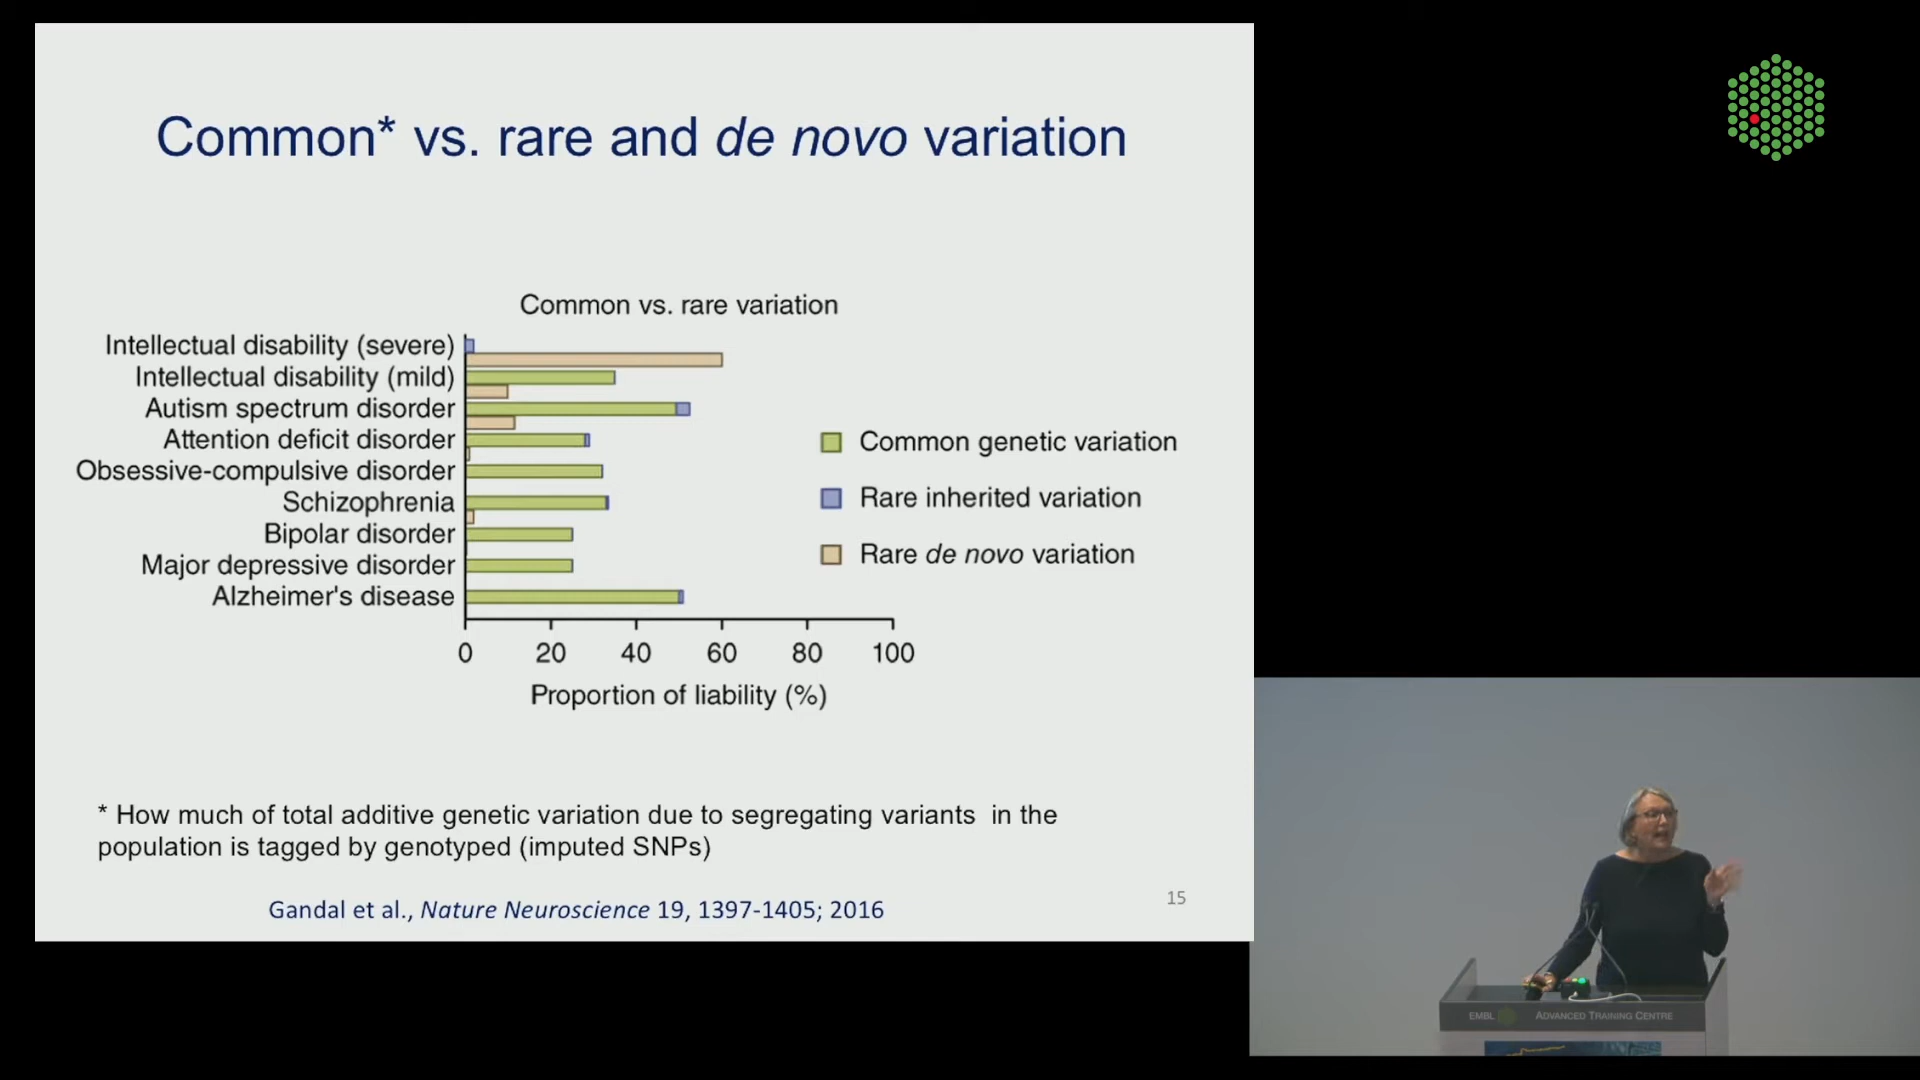 Common* vs. rare and de novo variation
Common vs. rare variation
Intellectual disability (severe)
Intellectual disability (mild)
Autism spectrum disorder
Attention deficit disorder
Obsessive-compulsive disorder
Schizophrenia
Bipolar disorder
Major depressive disorder
Alzheimer's disease
0 20 40 60 80 100
Proportion of liability (%)
Common genetic variation
Rare inherited variation
Rare de novo variation
* How much of total additive genetic variation due to segregating variants in the
population is tagged by genotyped (imputed SNPs)
Gandal et al., Nature Neuroscience 19, 1397-1405; 2016
15
EMBL ADVANCED TRAINING CENTRE